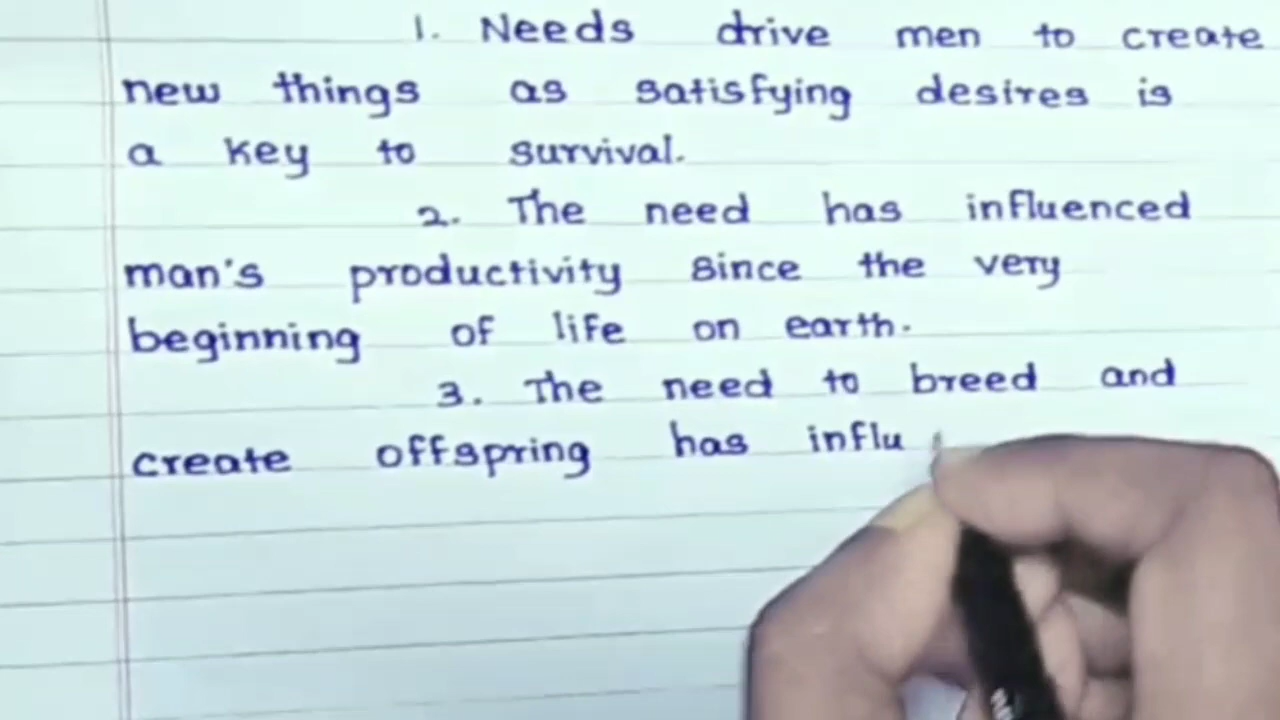 1. Needs drive men to create
new things as satisfying desires is
a key to survival.
2. The need has influenced
man's productivity since the very
beginning of life on earth.
3. The need to breed and
create offspring has influ